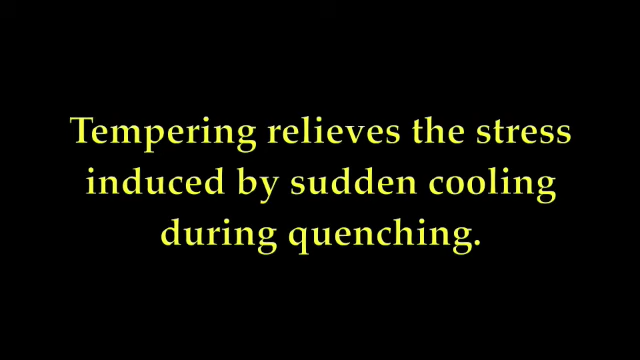 Tempering relieves the stress
induced by sudden cooling
during quenching.